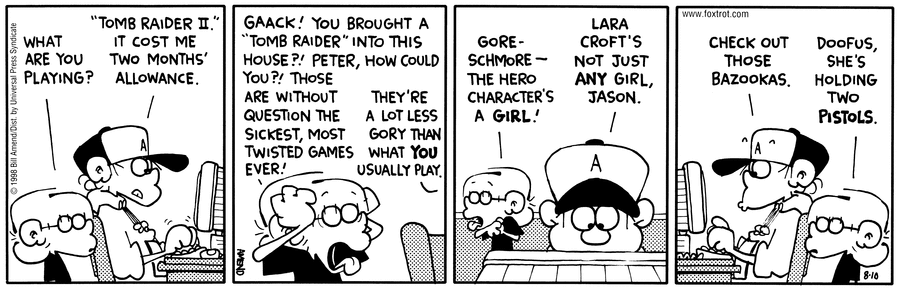 © 1998 Bill Amend/Dist. by Universal Press Syndicate
WHAT
ARE YOU
PLAYING?
"TOMB RAIDER II."
IT COST ME
TWO MONTHS'
ALLOWANCE.
A
GAACK! YOU BROUGHT A
"TOMB RAIDER" INTO THIS
HOUSE?!! PETER, HOW COULD
YOU?!! THOSE
ARE WITHOUT
QUESTION THE
SICKEST, MOST
TWISTED GAMES
EVER!
THEY'RE
A LOT LESS
GORY THAN
WHAT YOU
USUALLY PLAY.
AMEND
GORE-
SCHMORE—
THE HERO
CHARACTER'S
A GIRL!
LARA
CROFT'S
NOT JUST
ANY GIRL,
JASON.
A
www.foxtrot.com
CHECK OUT
THOSE
BAZOOKAS.
A
DOOFUS,
SHE'S
HOLDING
TWO
PISTOLS.
8-10